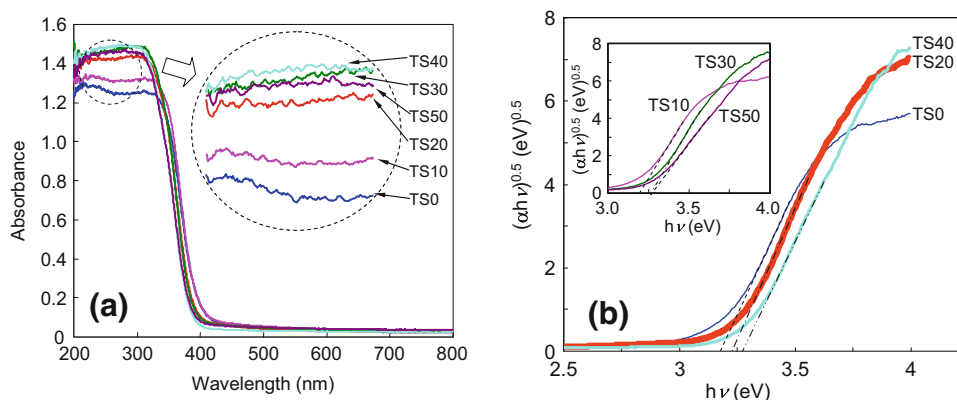 1.6
1.4
1.2
1.0
0.8
0.6
0.4
0.2
0
200 300 400 500 600 700 800
Absorbance
Wavelength (nm)
(a)
TS40
TS30
TS50
TS20
TS10
TS0
8
6
4
2
0
2.5 3 3.5 4
(αhν)^0.5 (eV)^0.5
hν (eV)
(b)
TS40
TS20
TS0
8
6
4
2
0
3.0 3.5 4.0
(αhν)^0.5 (eV)^0.5
hν (eV)
TS30
TS10
TS50